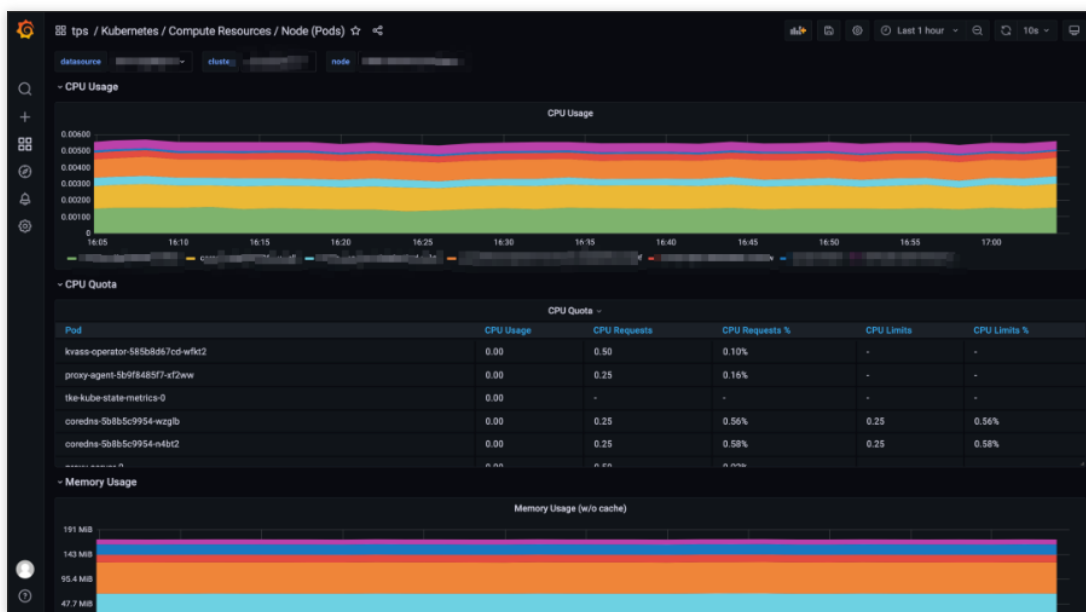 tps / Kubernetes / Compute Resources / Node (Pods)
Last 1 hour
10s
datasource
cluste
node
CPU Usage
CPU Usage
0.00600
0.00500
0.00400
0.00300
0.00200
0.00100
0
16:05 16:10 16:15 16:20 16:25 16:30 16:35 16:40 16:45 16:50 16:55 17:00
CPU Quota
CPU Quota
Pod CPU Usage CPU Requests CPU Requests % CPU Limits CPU Limits %
kvass-operator-585b8d67cd-wfkt2 0.00 0.50 0.10% - -
proxy-agent-5b9f8485f7-xf2ww 0.00 0.25 0.16% - -
tke-kube-state-metrics-0 0.00 - - - -
coredns-5b8b5c9954-wzglb 0.00 0.25 0.56% 0.25 0.56%
coredns-5b8b5c9954-n4bt2 0.00 0.25 0.58% 0.25 0.58%
Memory Usage
Memory Usage (w/o cache)
191 MiB
143 MiB
95.4 MiB
47.7 MiB